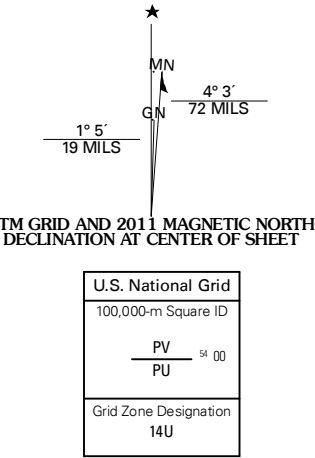 ★
MN
GN
4° 3´
72 MILS
1° 5´
19 MILS
TM GRID AND 2011 MAGNETIC NORTH
DECLINATION AT CENTER OF SHEET
U.S. National Grid
100,000-m Square ID
PV
54 00
PU
Grid Zone Designation
14U